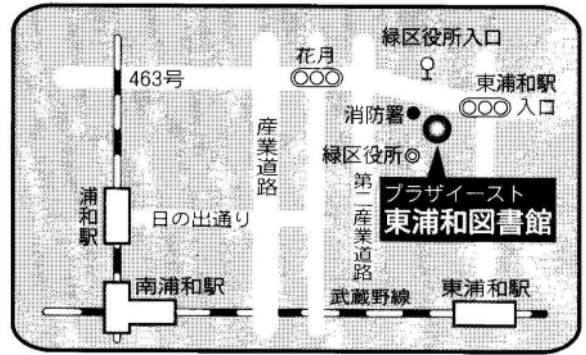 緑区役所入口
花月
463号
東浦和駅
入口
消防署
産業道路
緑区役所
プラザイースト
東浦和図書館
浦和駅
日の出通り
第二産業道路
南浦和駅
武蔵野線
東浦和駅